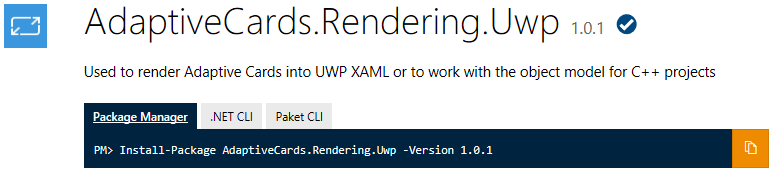 AdaptiveCards.Rendering.Uwp 1.0.1
Used to render Adaptive Cards into UWP XAML or to work with the object model for C++ projects
Package Manager .NET CLI Paket CLI
PM> Install-Package AdaptiveCards.Rendering.Uwp -Version 1.0.1